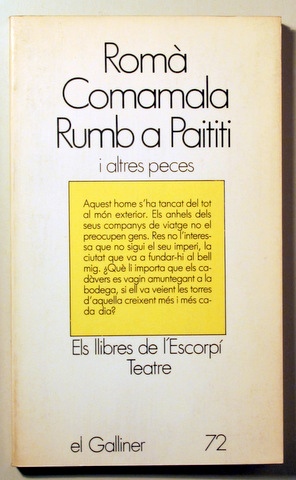 Romà
Comamala
Rumb a Paititi
i altres peces
Aquest home s'ha tancat del tot
al món exterior. Els anhels dels
seus companys de viatge no el
preocupen gens. Res no l'interes-
sa que no sigui el seu imperi, la
ciutat que va a fundar-hi al bell
mig. ¿Què li importa que els ca-
dàvers es vagin amuntegant a la
bodega, si ell va veient les torres
d'aquella creixent més i més ca-
da dia?
Els llibres de l'Escorpí
Teatre
el Galliner 72